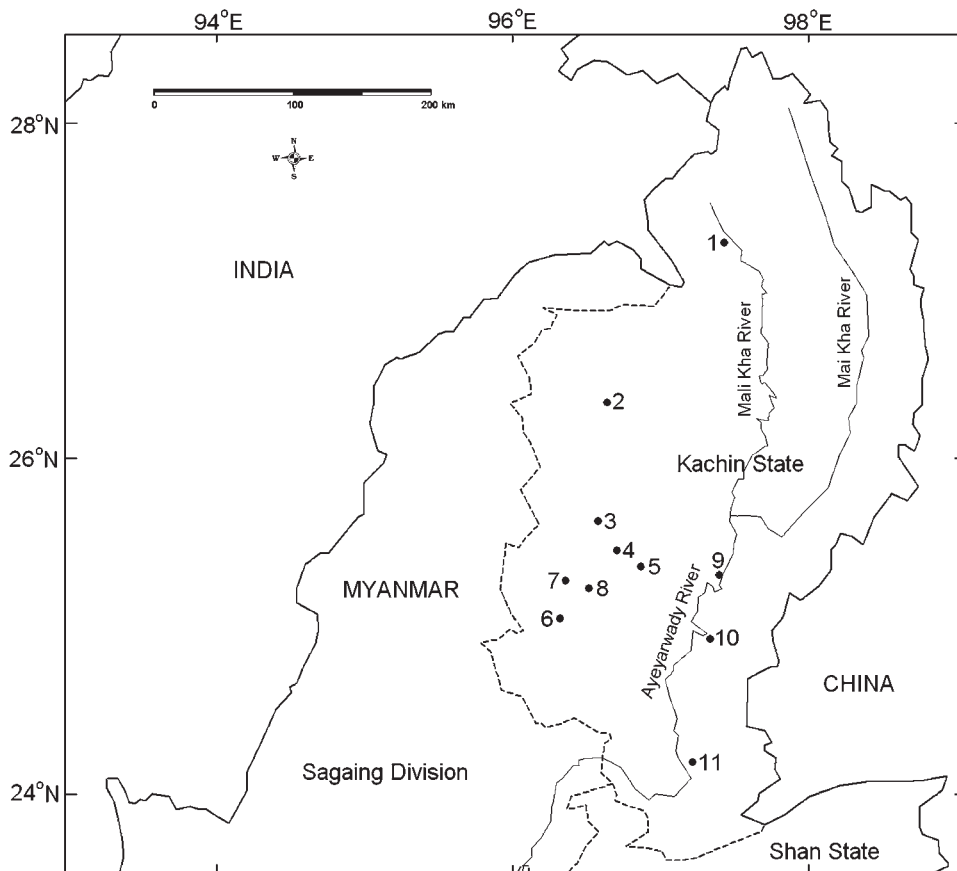 94°E 96°E 98°E
0 100 200 km
28°N
N
W E
S
1
INDIA
Mali Kha River
Mai Kha River
2
26°N
Kachin State
3
4
5
9
7
8
MYANMAR
6
10
Ayeyarwady River
CHINA
11
Sagaing Division
24°N
Shan State